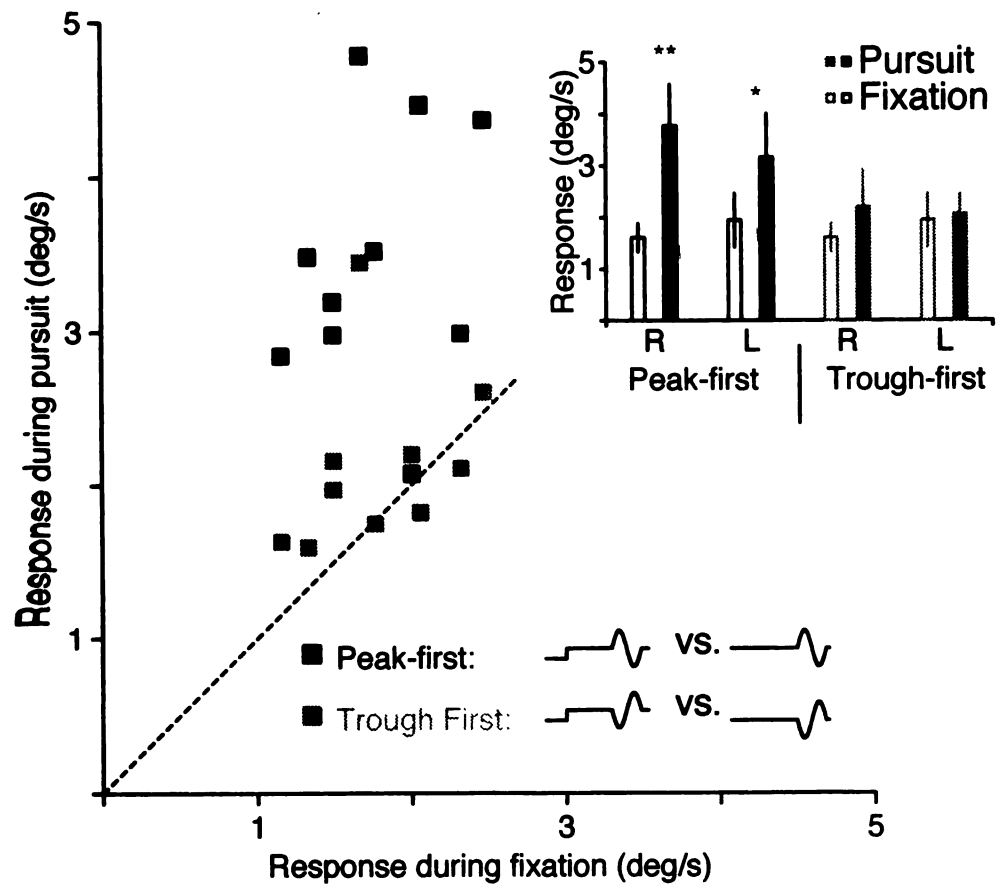 5
3
1
Response during pursuit (deg/s)
1
3
5
Response during fixation (deg/s)
Peak-first: vs.
Trough First: vs.
5
3
1
Response (deg/s)
** *
Pursuit
Fixation
R L R L
Peak-first Trough-first